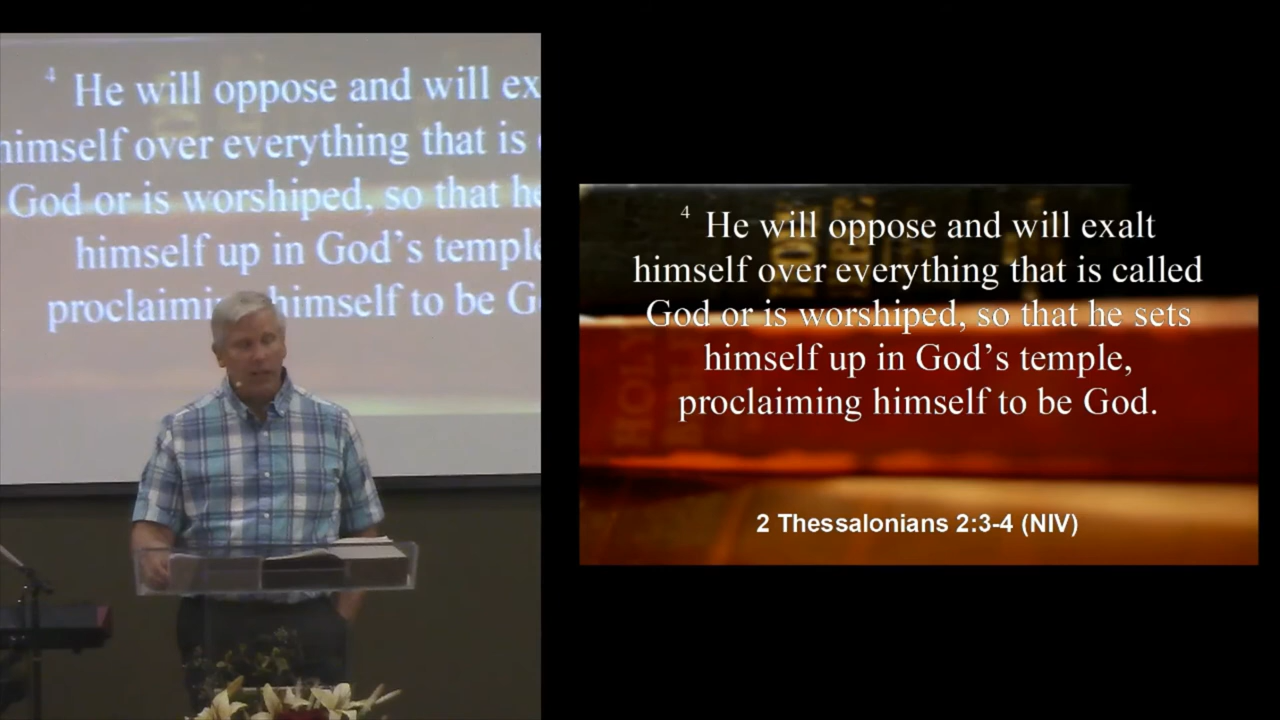 4 He will oppose and will ex
himself over everything that is
God or is worshiped, so that he
himself up in God's temple
proclaimi himself to be G
4 He will oppose and will exalt
himself over everything that is called
God or is worshiped, so that he sets
himself up in God's temple,
proclaiming himself to be God.
2 Thessalonians 2:3-4 (NIV)